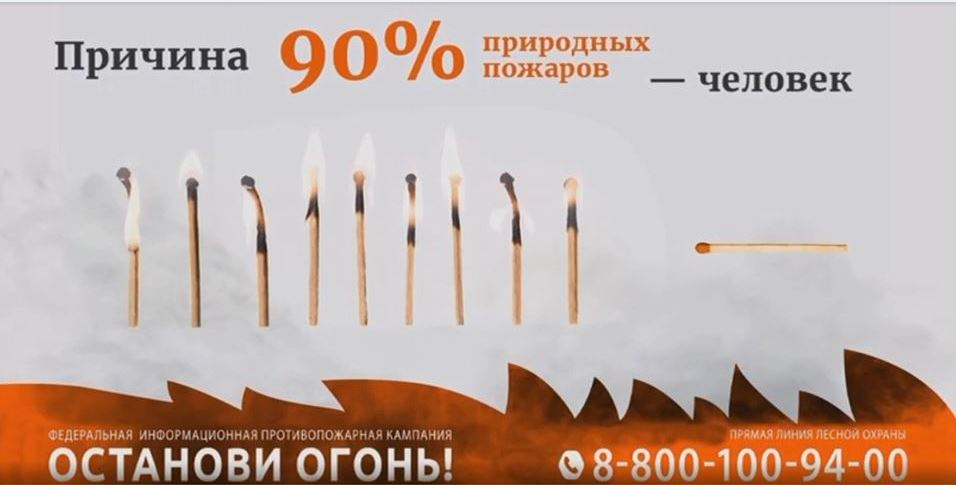 Причина 90% природных
пожаров — человек
ФЕДЕРАЛЬНАЯ ИНФОРМАЦИОННАЯ ПРОТИВОПОЖАРНАЯ КАМПАНИЯ
ОСТАНОВИ ОГОНЬ!
ПРЯМАЯ ЛИНИЯ ЛЕСНОЙ ОХРАНЫ
8-800-100-94-00